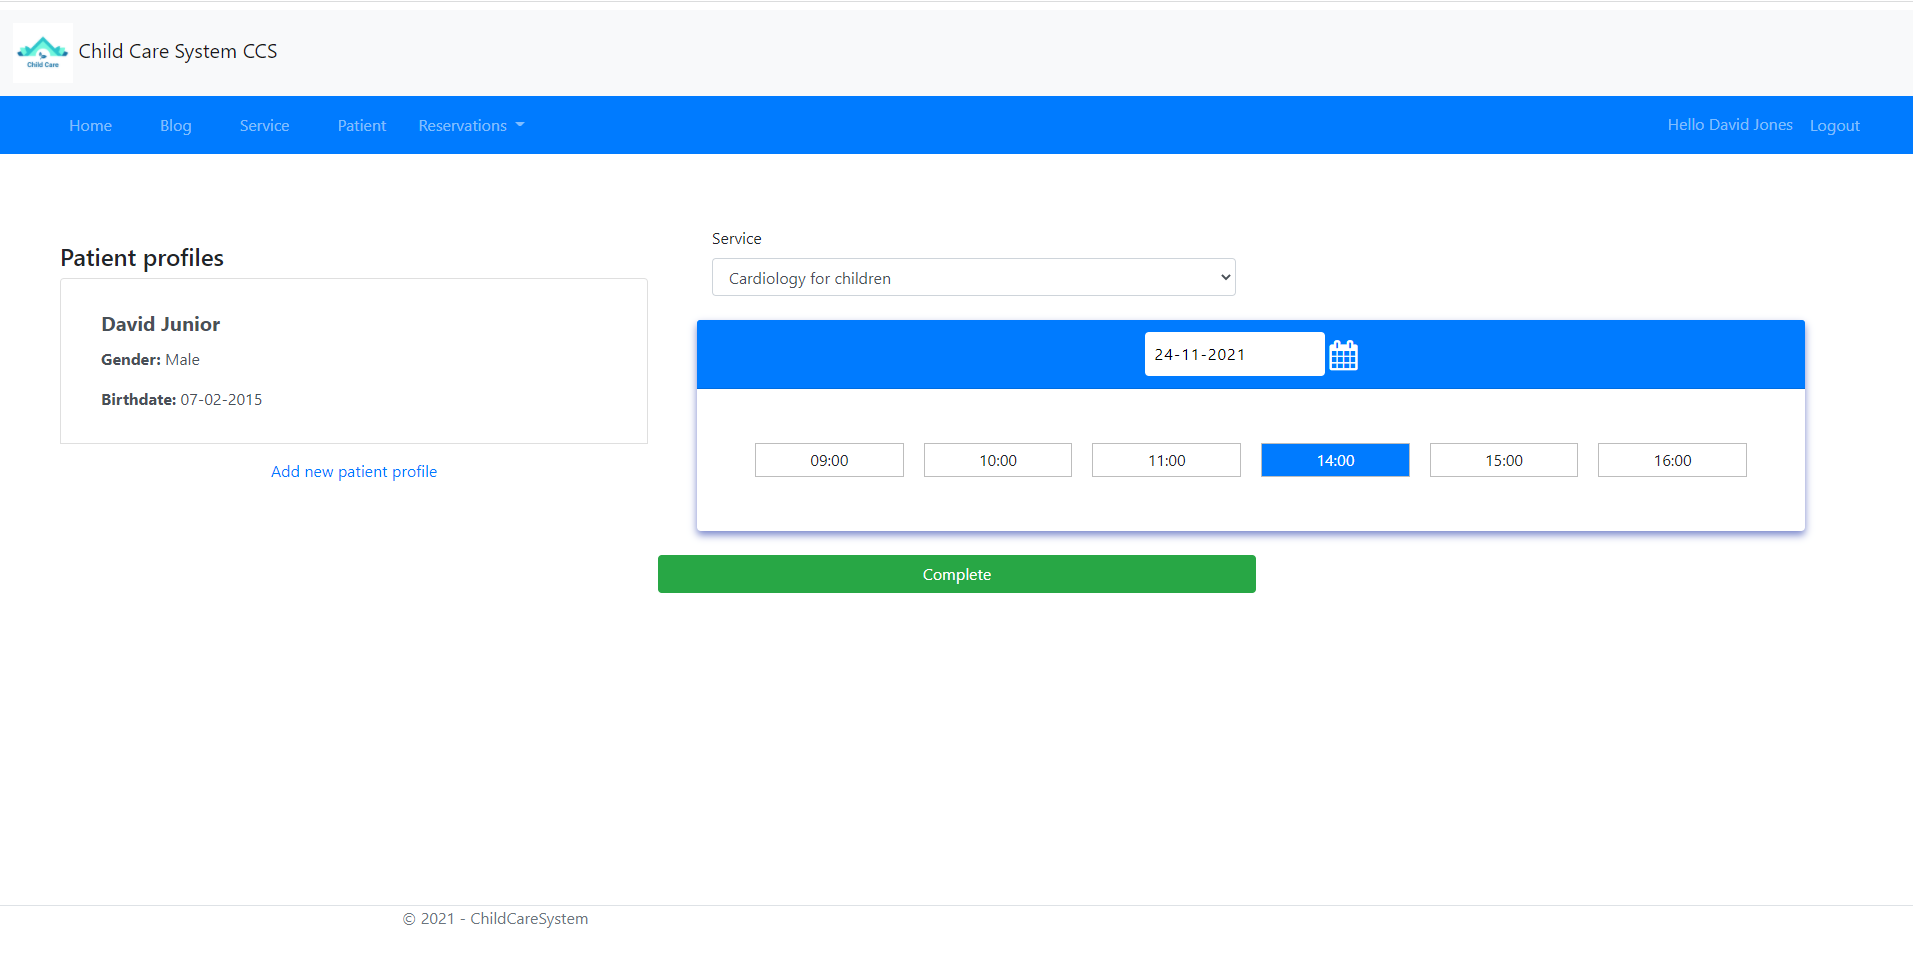 Child Care
Child Care System CCS
Home Blog Service Patient Reservations Hello David Jones Logout
Patient profiles
David Junior
Gender: Male
Birthdate: 07-02-2015
Add new patient profile
Service
Cardiology for children
24-11-2021
09:00 10:00 11:00 14:00 15:00 16:00
Complete
© 2021 - ChildCareSystem